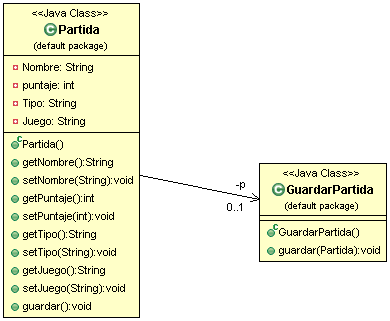 <<Java Class>>
Partida
(default package)
Nombre: String
puntaje: int
Tipo: String
Juego: String
Partida()
getNombre():String
setNombre(String):void
getPuntaje():int
setPuntaje(int):void
getTipo():String
setTipo(String):void
getJuego():String
setJuego(String):void
guardar():void
-p
0..1
<<Java Class>>
GuardarPartida
(default package)
GuardarPartida()
guardar(Partida):void